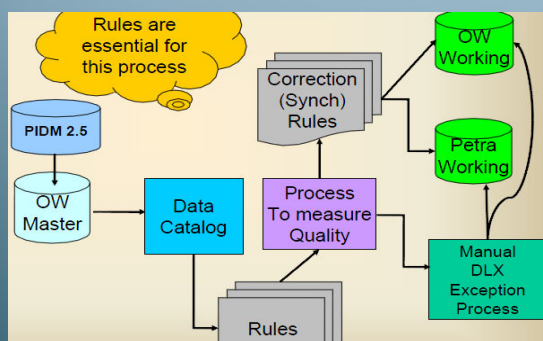 Rules are
essential for
this process
PIDM 2.5
OW
Master
Data
Catalog
Correction
(Synch)
Rules
Process
To measure
Quality
Rules
OW
Working
Petra
Working
Manual
DLX
Exception
Process